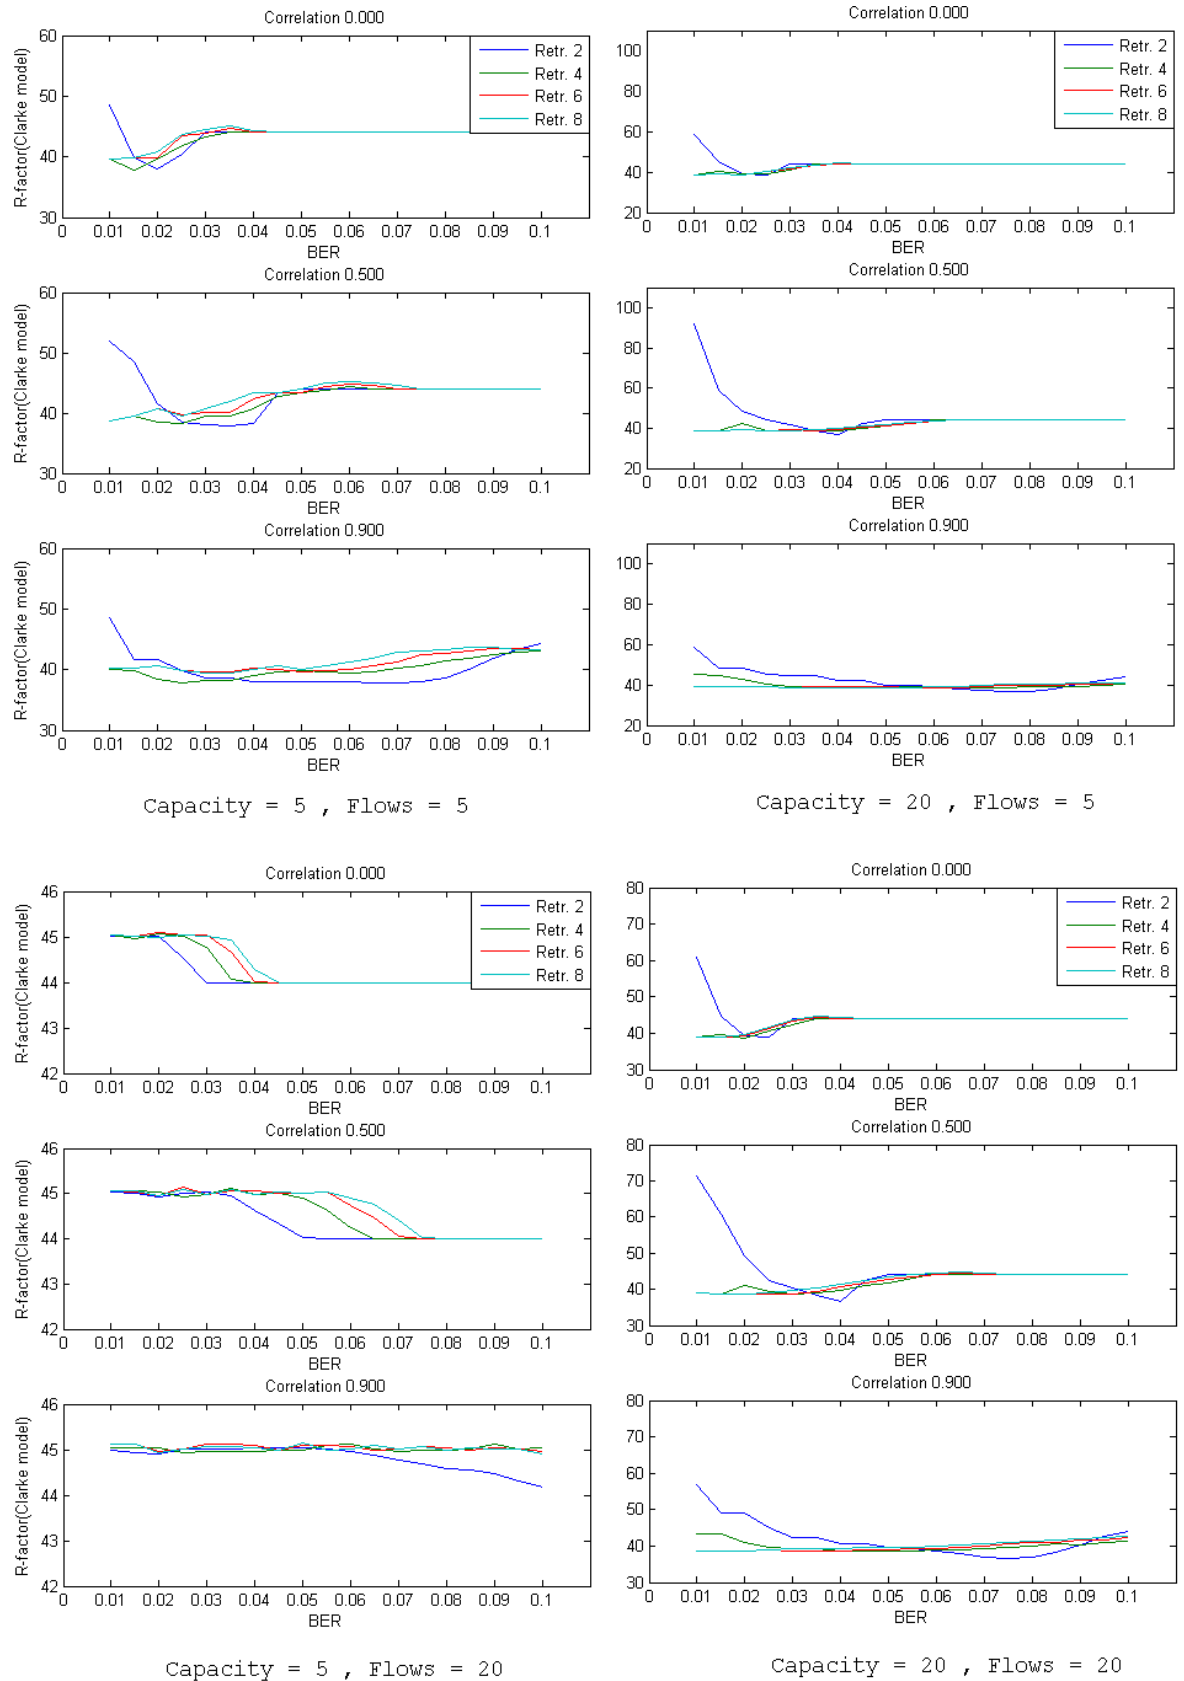 Correlation 0.000
R-factor(Clarke model)
60
50
40
30
0 0.01 0.02 0.03 0.04 0.05 0.06 0.07 0.08 0.09 0.1
BER
Retr. 2
Retr. 4
Retr. 6
Retr. 8
Correlation 0.500
R-factor(Clarke model)
60
50
40
30
0 0.01 0.02 0.03 0.04 0.05 0.06 0.07 0.08 0.09 0.1
BER
Correlation 0.900
R-factor(Clarke model)
60
50
40
30
0 0.01 0.02 0.03 0.04 0.05 0.06 0.07 0.08 0.09 0.1
BER
Capacity = 5 , Flows = 5
Correlation 0.000
100
80
60
40
20
0 0.01 0.02 0.03 0.04 0.05 0.06 0.07 0.08 0.09 0.1
BER
Retr. 2
Retr. 4
Retr. 6
Retr. 8
Correlation 0.500
100
80
60
40
20
0 0.01 0.02 0.03 0.04 0.05 0.06 0.07 0.08 0.09 0.1
BER
Correlation 0.900
100
80
60
40
20
0 0.01 0.02 0.03 0.04 0.05 0.06 0.07 0.08 0.09 0.1
BER
Capacity = 20 , Flows = 5
Correlation 0.000
R-factor(Clarke model)
46
45
44
43
42
0 0.01 0.02 0.03 0.04 0.05 0.06 0.07 0.08 0.09 0.1
BER
Retr. 2
Retr. 4
Retr. 6
Retr. 8
Correlation 0.500
R-factor(Clarke model)
46
45
44
43
42
0 0.01 0.02 0.03 0.04 0.05 0.06 0.07 0.08 0.09 0.1
BER
Correlation 0.900
R-factor(Clarke model)
46
45
44
43
42
0 0.01 0.02 0.03 0.04 0.05 0.06 0.07 0.08 0.09 0.1
BER
Capacity = 5 , Flows = 20
Correlation 0.000
80
70
60
50
40
30
0 0.01 0.02 0.03 0.04 0.05 0.06 0.07 0.08 0.09 0.1
BER
Retr. 2
Retr. 4
Retr. 6
Retr. 8
Correlation 0.500
80
70
60
50
40
30
0 0.01 0.02 0.03 0.04 0.05 0.06 0.07 0.08 0.09 0.1
BER
Correlation 0.900
80
70
60
50
40
30
0 0.01 0.02 0.03 0.04 0.05 0.06 0.07 0.08 0.09 0.1
BER
Capacity = 20 , Flows = 20